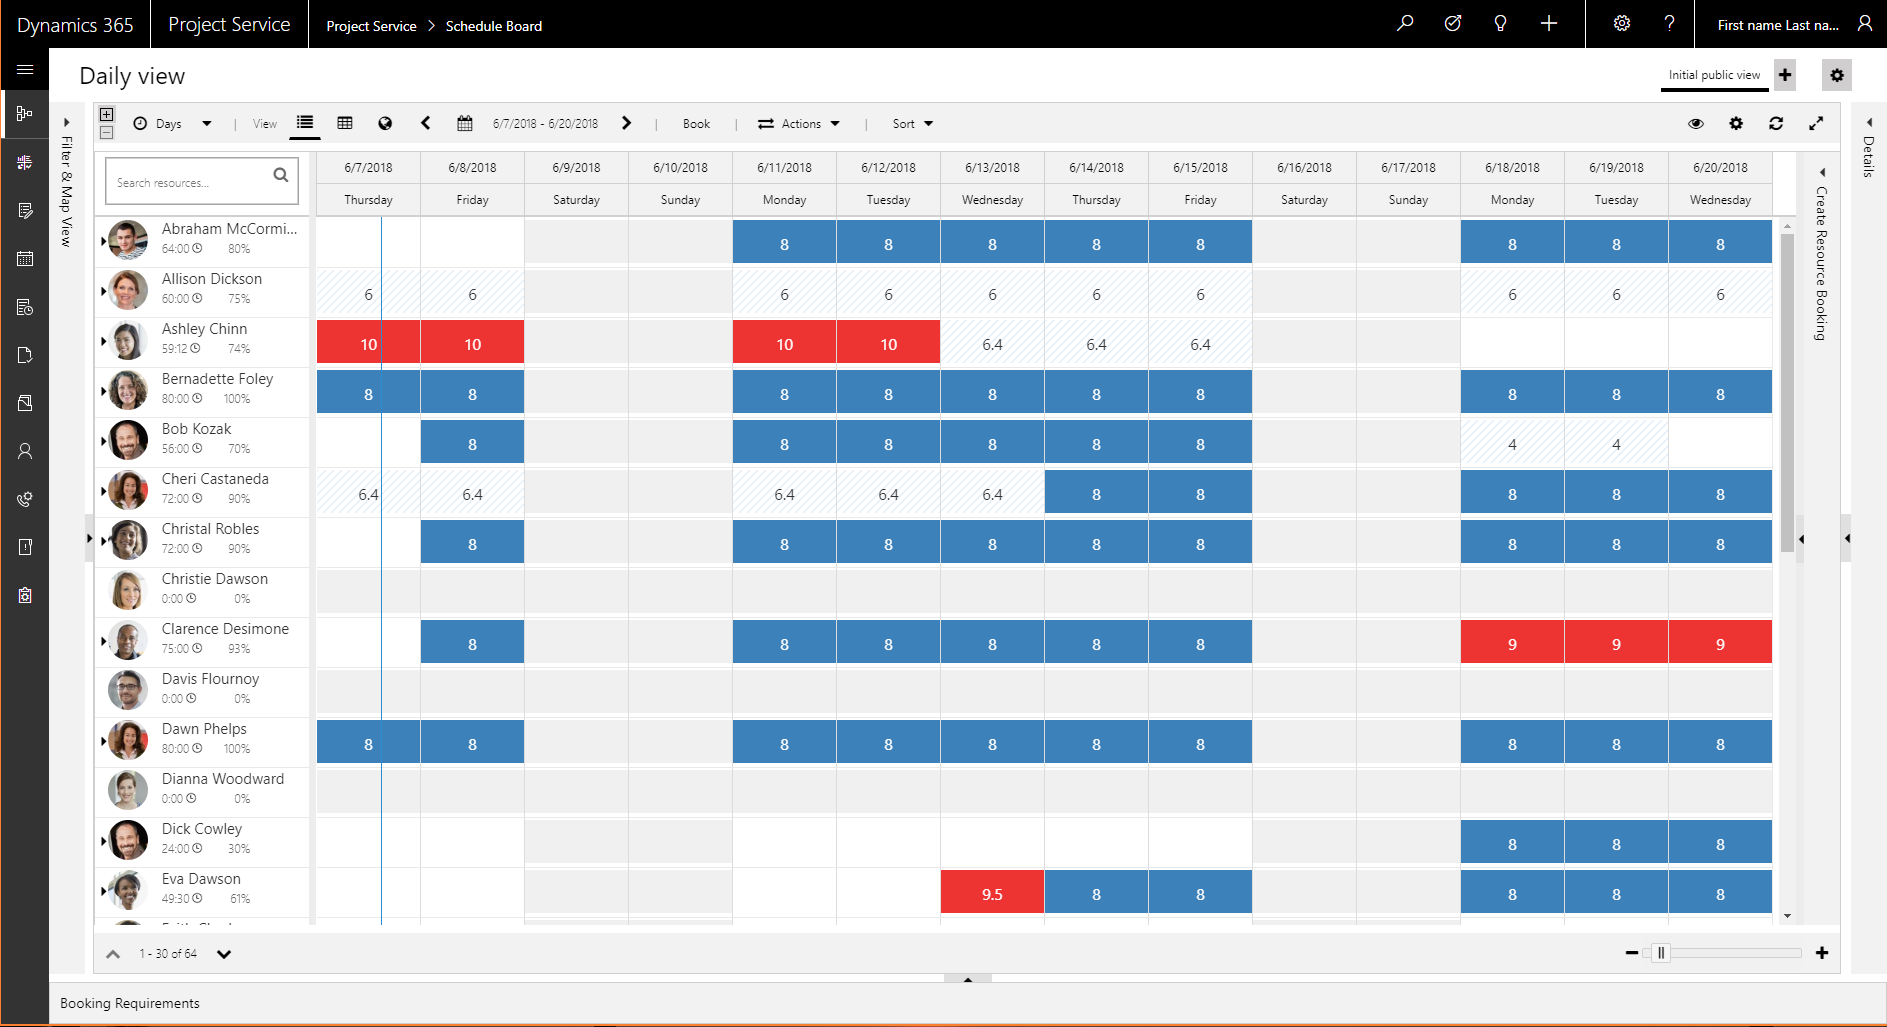 Dynamics 365 Project Service Project Service > Schedule Board First name Last na...
Daily view Initial public view
Days View 6/7/2018 - 6/20/2018 Book Actions Sort
Filter & Map View
Search resources...
6/7/2018 6/8/2018 6/9/2018 6/10/2018 6/11/2018 6/12/2018 6/13/2018 6/14/2018 6/15/2018 6/16/2018 6/17/2018 6/18/2018 6/19/2018 6/20/2018
Thursday Friday Saturday Sunday Monday Tuesday Wednesday Thursday Friday Saturday Sunday Monday Tuesday Wednesday
Abraham McCormi...
64:00 80% 8 8 8 8 8 8 8 8
Allison Dickson
60:00 75% 6 6 6 6 6 6 6 6 6 6
Ashley Chinn
59:12 74% 10 10 10 10 6.4 6.4 6.4
Bernadette Foley
80:00 100% 8 8 8 8 8 8 8 8 8 8
Bob Kozak
56:00 70% 8 8 8 8 8 8 4 4
Cheri Castaneda
72:00 90% 6.4 6.4 6.4 6.4 6.4 8 8 8 8 8
Christal Robles
72:00 90% 8 8 8 8 8 8 8 8 8
Christie Dawson
0:00 0%
Clarence Desimone
75:00 93% 8 8 8 8 8 8 9 9 9
Davis Flournoy
0:00 0%
Dawn Phelps
80:00 100% 8 8 8 8 8 8 8 8 8 8
Dianna Woodward
0:00 0%
Dick Cowley
24:00 30% 8 8 8
Eva Dawson
49:30 61% 9.5 8 8 8 8 8
Create Resource Booking
Details
1 - 30 of 64
Booking Requirements